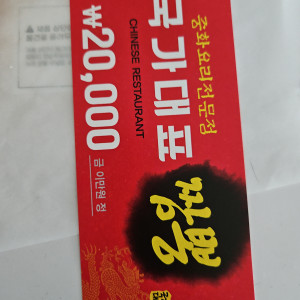 중화요리전문점
국가대표
CHINESE RESTAURANT
₩20,000
금 이만원 정